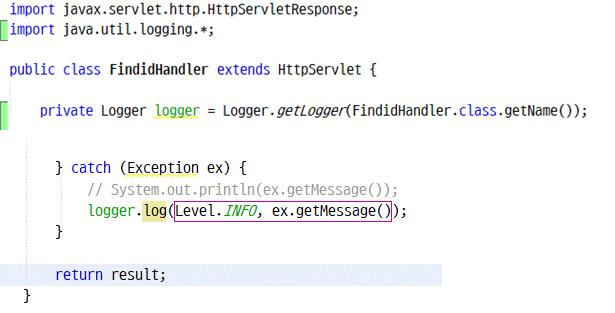 import javax.servlet.http.HttpServletResponse;
import java.util.logging.*;
public class FindidHandler extends HttpServlet {
private Logger logger = Logger.getLogger(FindidHandler.class.getName());
} catch (Exception ex) {
// System.out.println(ex.getMessage());
logger.log(Level.INFO, ex.getMessage());
}
return result;
}